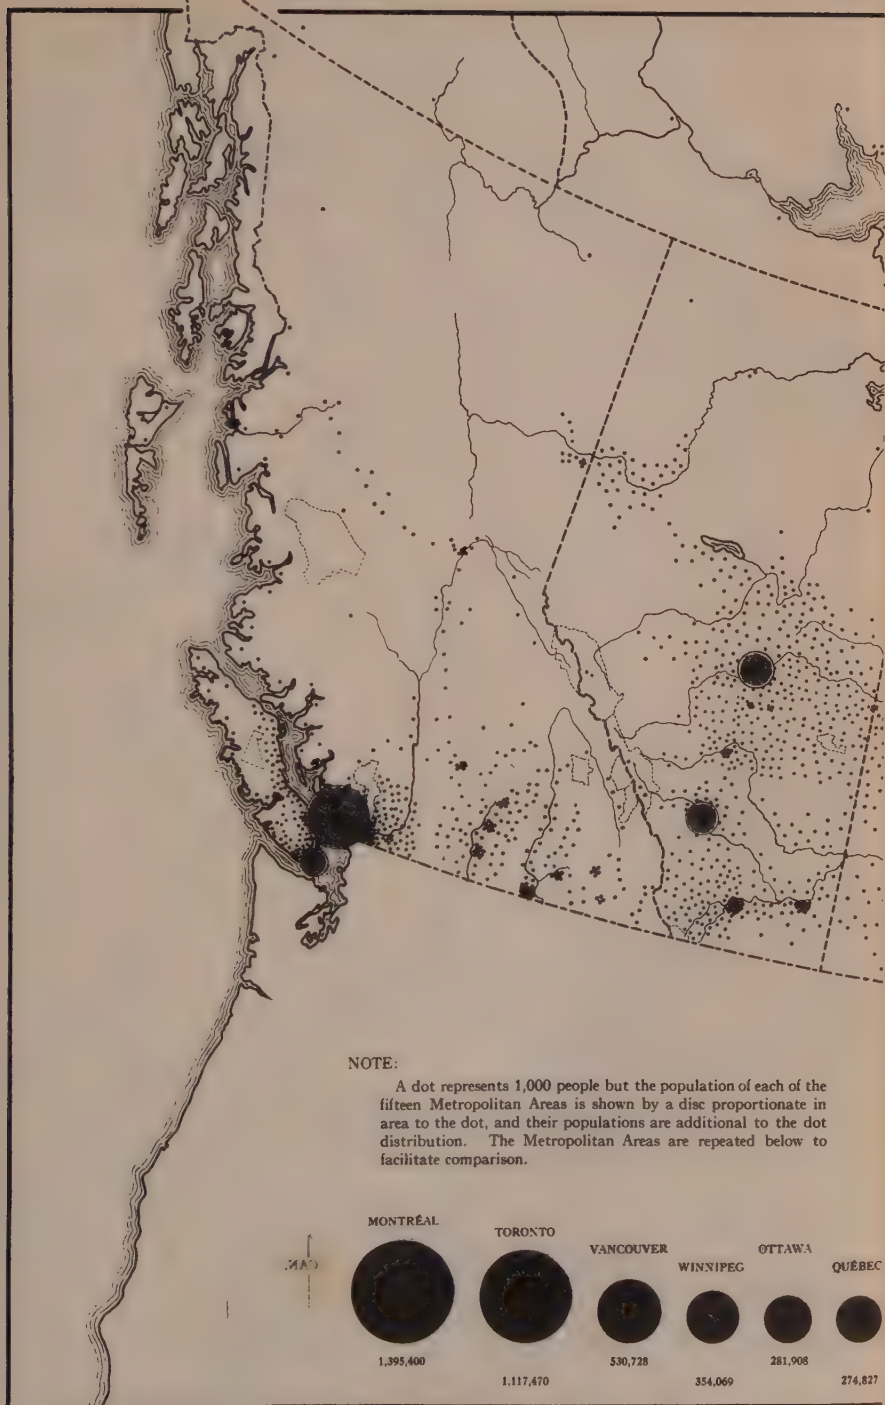 NOTE:
A dot represents 1,000 people but the population of each of the
fifteen Metropolitan Areas is shown by a disc proportionate in
area to the dot, and their populations are additional to the dot
distribution. The Metropolitan Areas are repeated below to
facilitate comparison.
MONTRÉAL
TORONTO
VANCOUVER
OTTAWA
WINNIPEG
QUÉBEC
CAN.
1,395,400
530,728
281,908
1,117,470
354,069
274,827